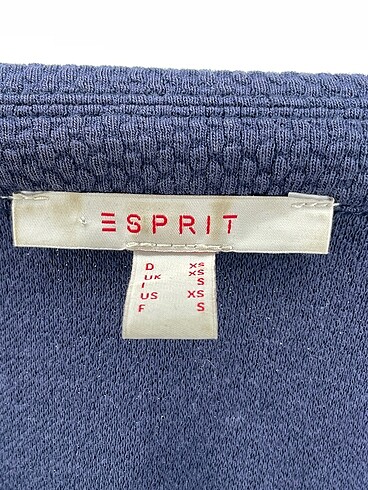 ESPRIT
D XS
UK XS
I S
US XS
F S